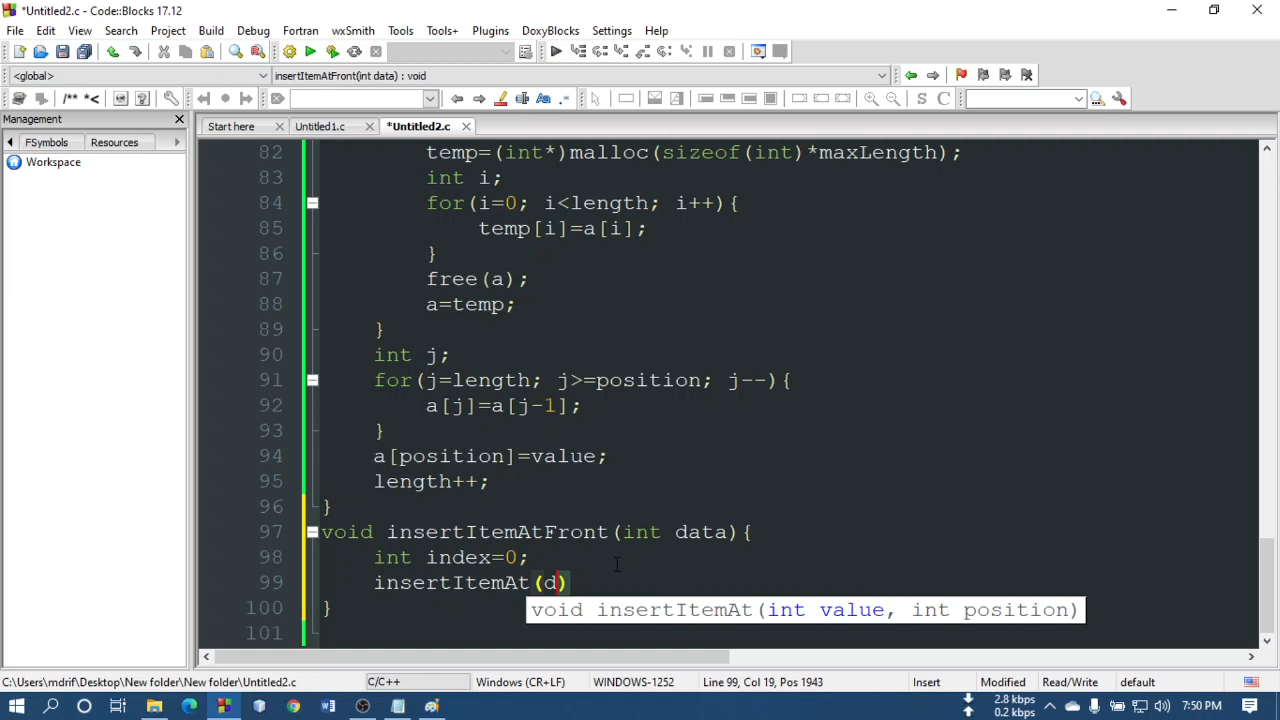 *Untitled2.c - Code::Blocks 17.12
File Edit View Search Project Build Debug Fortran wxSmith Tools Tools+ Plugins DoxyBlocks Settings Help
<global> insertItemAtFront(int data) : void
/** *< Aa .* S C
Management
Start here Untitled1.c *Untitled2.c
FSymbols Resources
Workspace
82 temp=(int*)malloc(sizeof(int)*maxLength);
83 int i;
84 for(i=0; i<length; i++){
85 temp[i]=a[i];
86 }
87 free(a);
88 a=temp;
89 }
90 int j;
91 for(j=length; j>=position; j--){
92 a[j]=a[j-1];
93 }
94 a[position]=value;
95 length++;
96 }
97 void insertItemAtFront(int data){
98 int index=0;
99 insertItemAt(d)
100 }
void insertItemAt(int value, int position)
101
C:\Users\mdrif\Desktop\New folder\New folder\Untitled2.c C/C++ Windows (CR+LF) WINDOWS-1252 Line 99, Col 19, Pos 1943 Insert Modified Read/Write default
2.8 kbps
0.2 kbps
7:50 PM